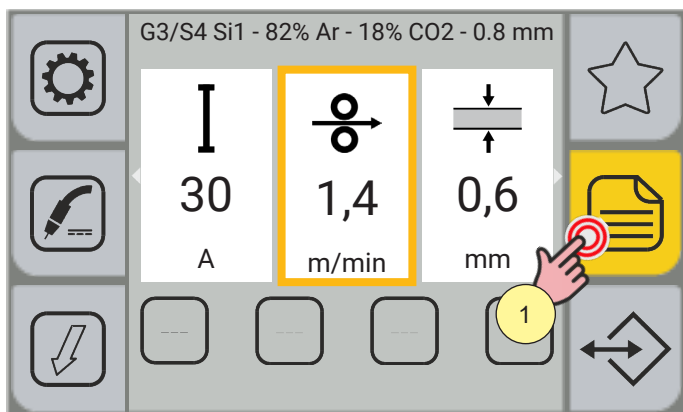 G3/S4 Si1 - 82% Ar - 18% CO2 - 0.8 mm
30 1,4 0,6
A m/min mm
--- --- ---
1